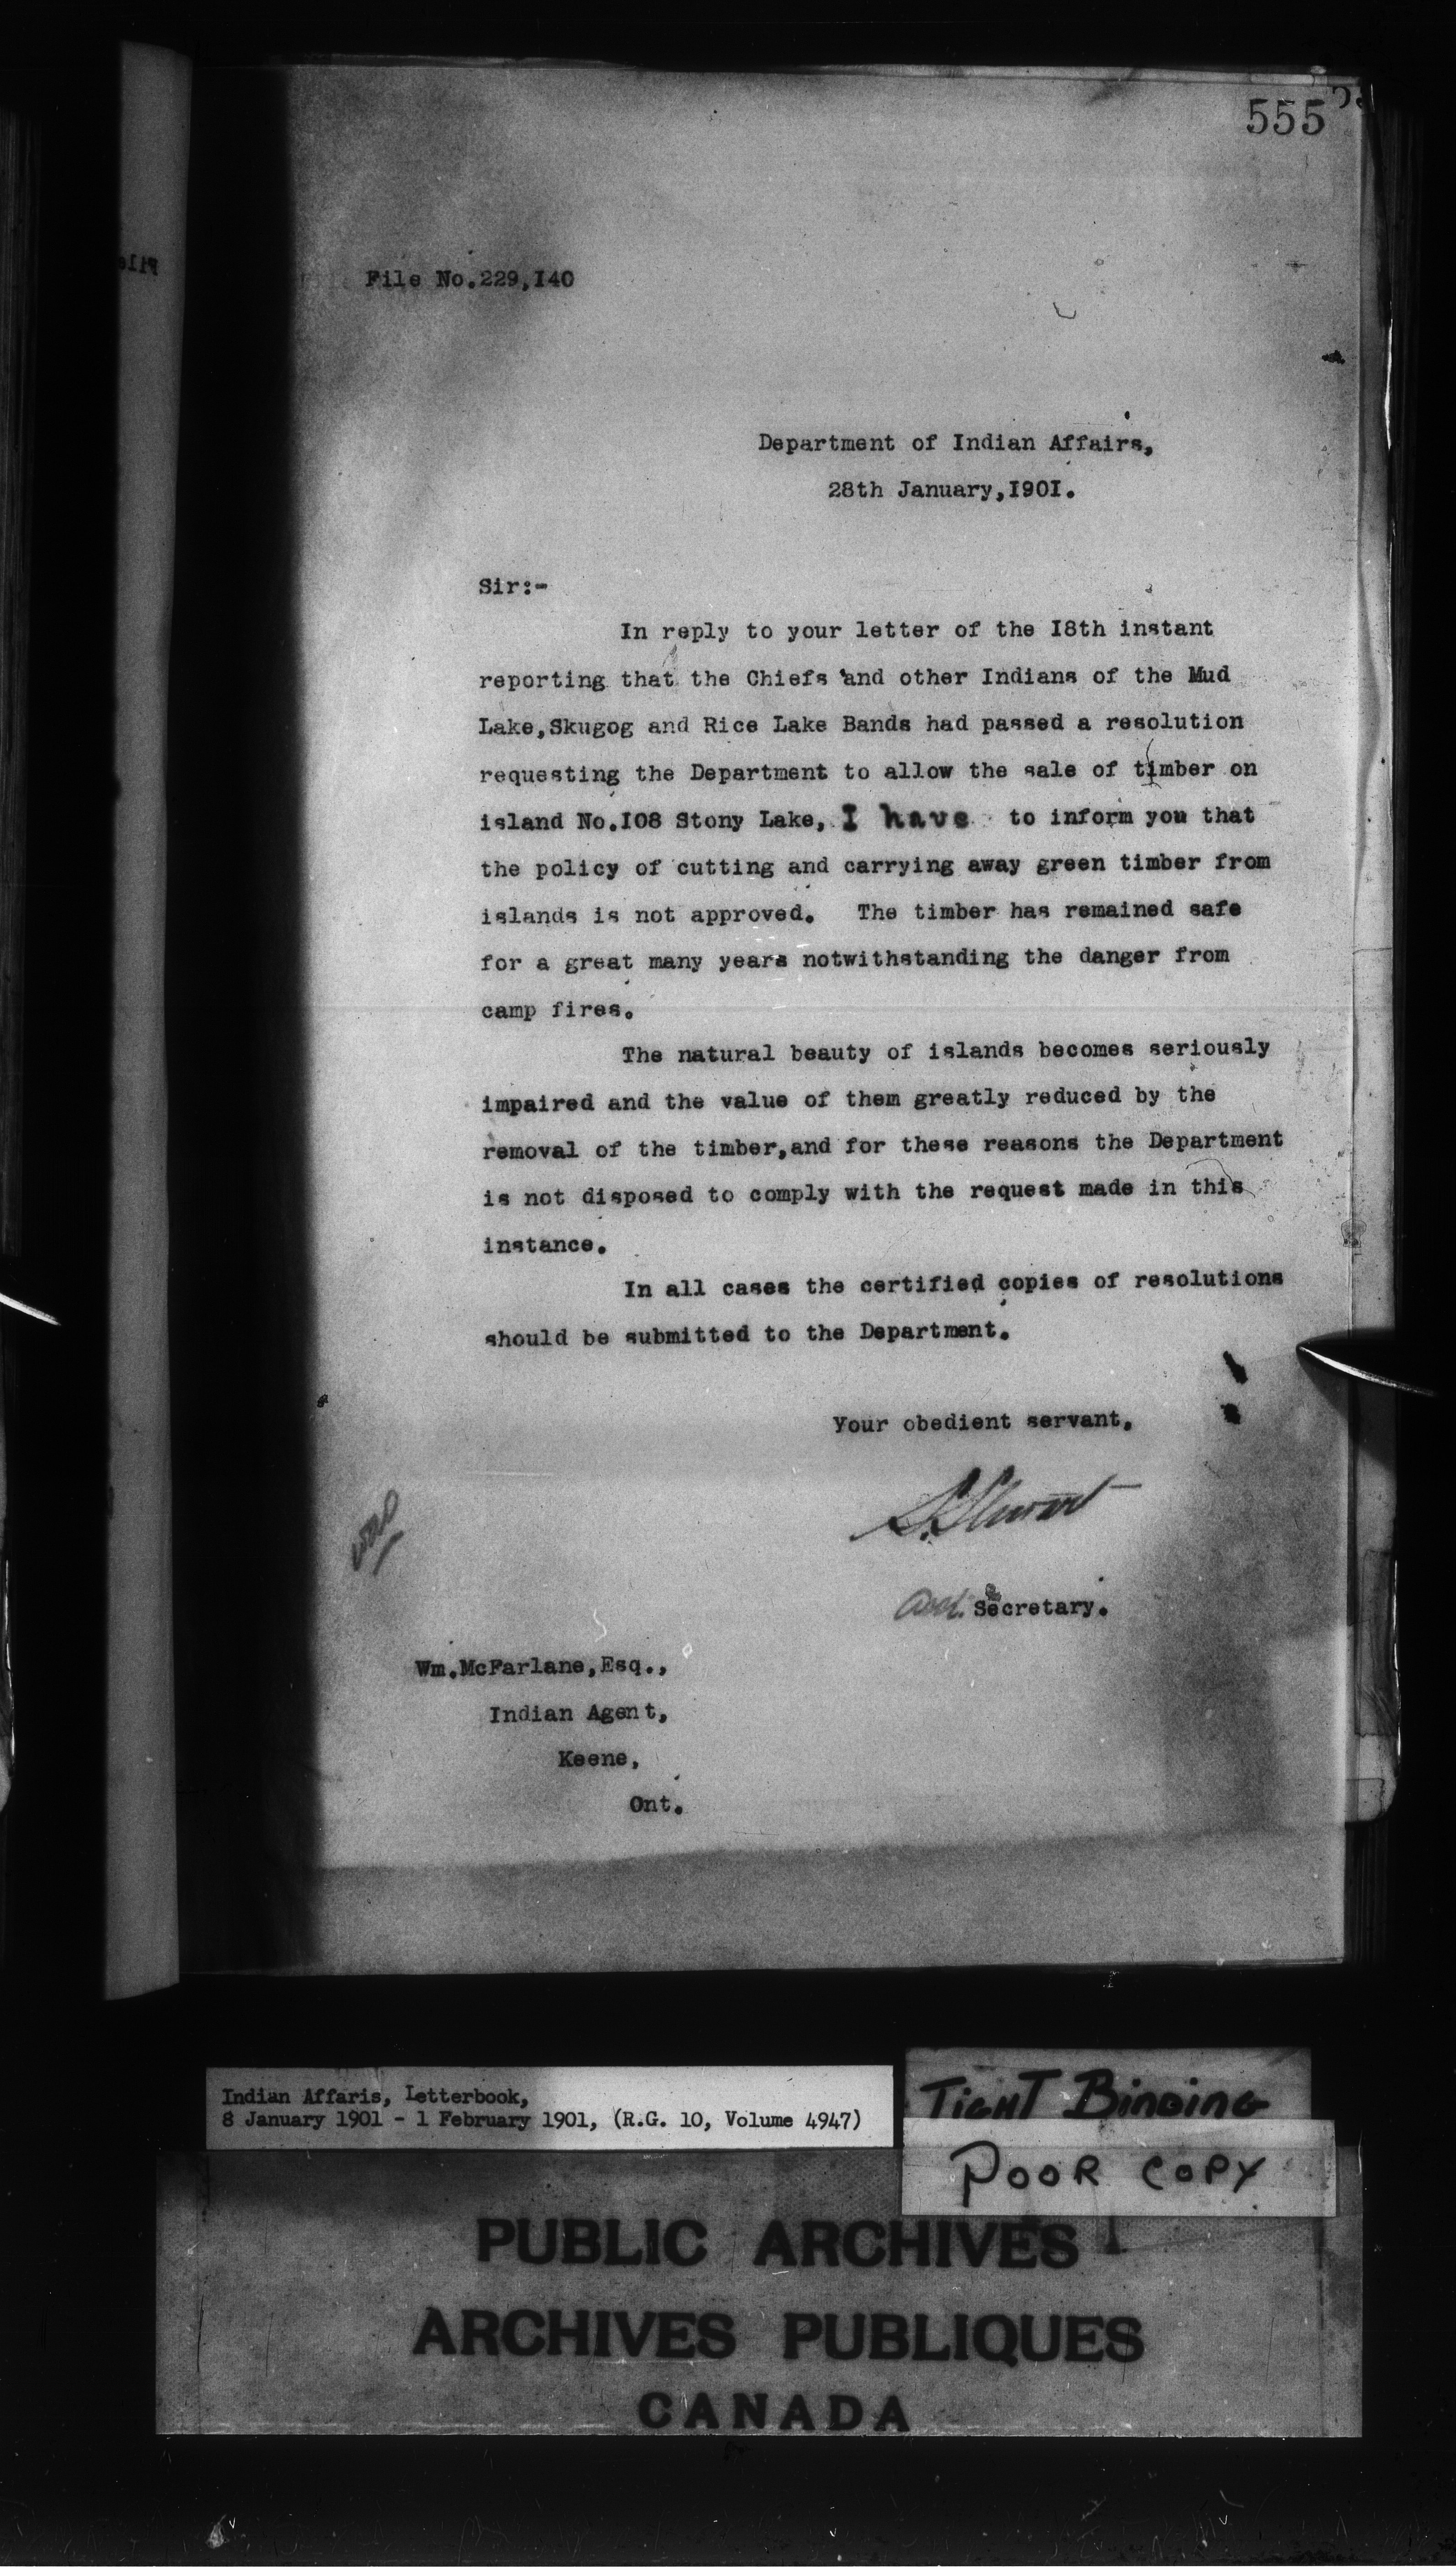 555
File No.229,I40
Department of Indian Affairs,
28th January,I90I.
Sir:-
In reply to your letter of the I8th instant
reporting that the Chiefs and other Indians of the Mud
Lake,Skugog and Rice Lake Bands had passed a resolution
requesting the Department to allow the sale of timber on
island No.I08 Stony Lake, I have to inform you that
the policy of cutting and carrying away green timber from
islands is not approved. The timber has remained safe
for a great many years notwithstanding the danger from
camp fires.
The natural beauty of islands becomes seriously
impaired and the value of them greatly reduced by the
removal of the timber,and for these reasons the Department
is not disposed to comply with the request made in this
instance.
In all cases the certified copies of resolutions
should be submitted to the Department.
Your obedient servant,
S. Stewart
Secretary.
Wm.McFarlane,Esq.,
Indian Agent,
Keene,
Ont.
Indian Affaris, Letterbook,
8 January 1901 - 1 February 1901, (R.G. 10, Volume 4947)
TIGHT BINDING
POOR COPY
PUBLIC ARCHIVES
ARCHIVES PUBLIQUES
CANADA